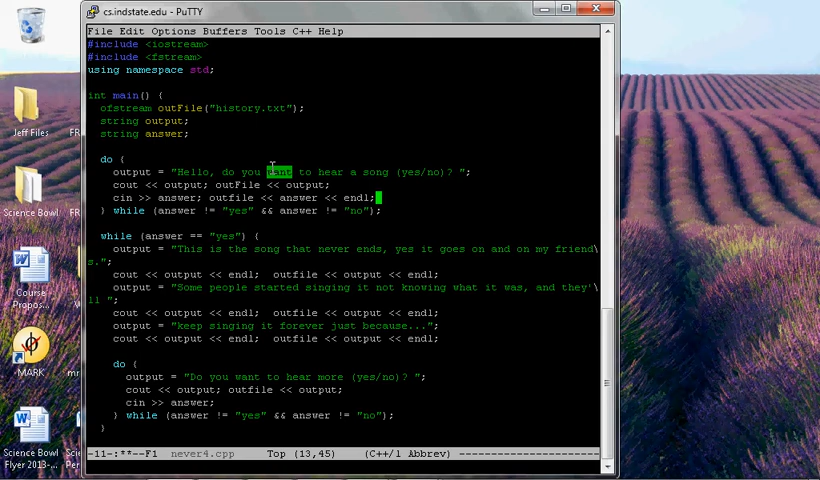 cs.indstate.edu - PuTTY
File Edit Options Buffers Tools C++ Help
#include <iostream>
#include <fstream>
using namespace std;
int main() {
ofstream outFile("history.txt");
string output;
string answer;
do {
output = "Hello, do you want to hear a song (yes/no)? ";
cout << output; outFile << output;
cin >> answer; outfile << answer << endl;
} while (answer != "yes" && answer != "no");
while (answer == "yes") {
output = "This is the song that never ends, yes it goes on and on my friend\
s.";
cout << output << endl;  outfile << output << endl;
output = "Some people started singing it not knowing what it was, and they'\
ll ";
cout << output << endl;  outfile << output << endl;
output = "keep singing it forever just because...";
cout << output << endl;  outfile << output << endl;
do {
output = "Do you want to hear more (yes/no)? ";
cout << output; outfile << output;
cin >> answer;
} while (answer != "yes" && answer != "no");
}
-11-:**--F1  never4.cpp     Top (13,45)     (C++/l Abbrev)
Jeff Files
Science Bowl
Course
Propos...
MARK
Science Bowl
Flyer 2013-...